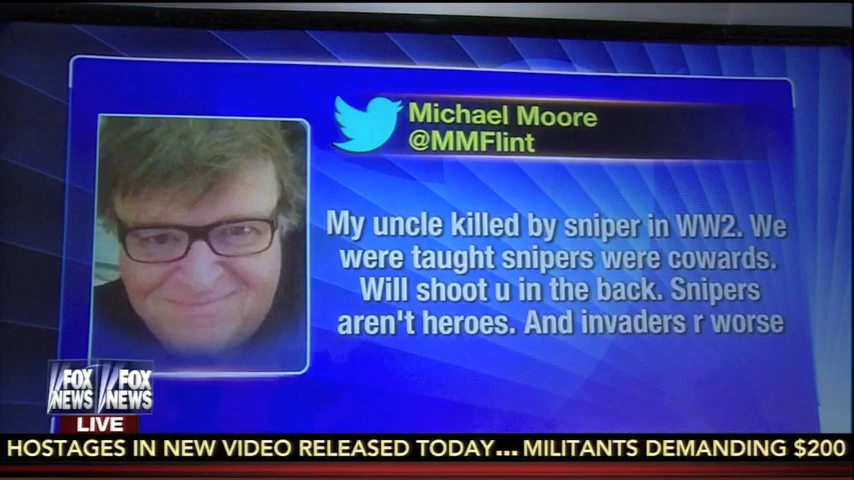 Michael Moore
@MMFlint
My uncle killed by sniper in WW2. We
were taught snipers were cowards.
Will shoot u in the back. Snipers
aren't heroes. And invaders r worse
FOX NEWS
FOX NEWS
LIVE
HOSTAGES IN NEW VIDEO RELEASED TODAY... MILITANTS DEMANDING $200